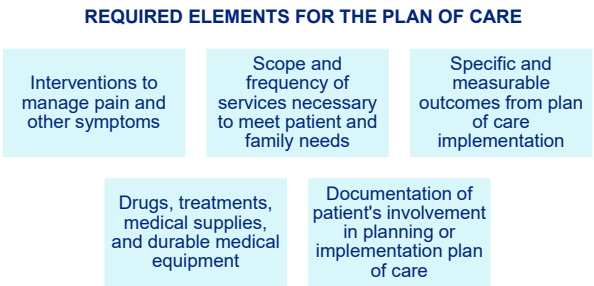 REQUIRED ELEMENTS FOR THE PLAN OF CARE
Interventions to
manage pain and
other symptoms
Scope and
frequency of
services necessary
to meet patient and
family needs
Specific and
measurable
outcomes from plan
of care
implementation
Drugs, treatments,
medical supplies,
and durable medical
equipment
Documentation of
patient's involvement
in planning or
implementation plan
of care